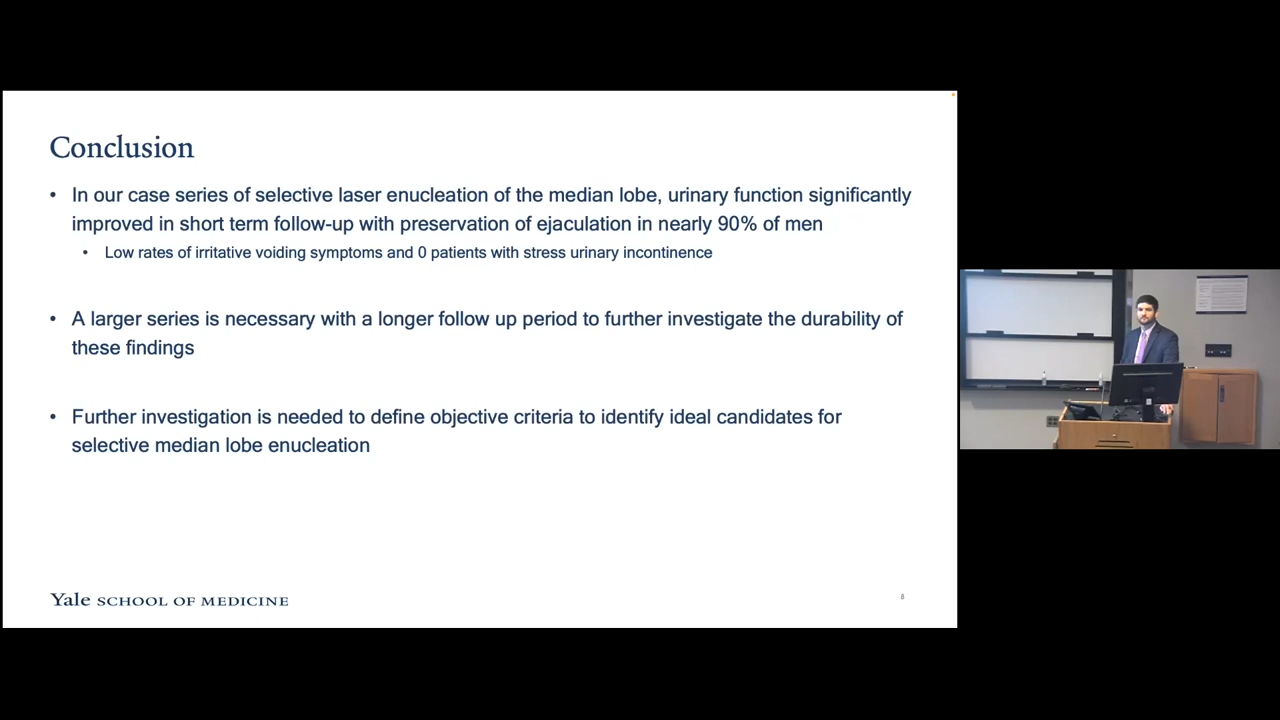 Conclusion
• In our case series of selective laser enucleation of the median lobe, urinary function significantly
improved in short term follow-up with preservation of ejaculation in nearly 90% of men
• Low rates of irritative voiding symptoms and 0 patients with stress urinary incontinence
• A larger series is necessary with a longer follow up period to further investigate the durability of
these findings
• Further investigation is needed to define objective criteria to identify ideal candidates for
selective median lobe enucleation
Yale SCHOOL OF MEDICINE
8